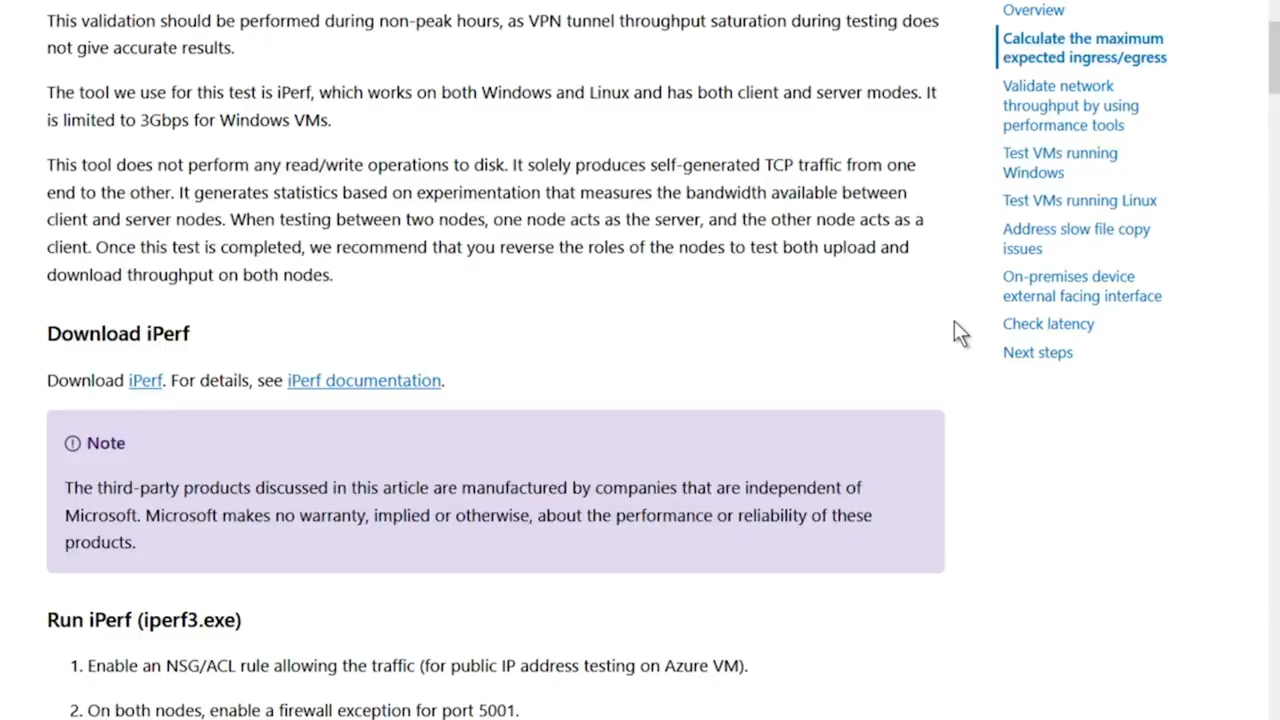 This validation should be performed during non-peak hours, as VPN tunnel throughput saturation during testing does
not give accurate results.
The tool we use for this test is iPerf, which works on both Windows and Linux and has both client and server modes. It
is limited to 3Gbps for Windows VMs.
This tool does not perform any read/write operations to disk. It solely produces self-generated TCP traffic from one
end to the other. It generates statistics based on experimentation that measures the bandwidth available between
client and server nodes. When testing between two nodes, one node acts as the server, and the other node acts as a
client. Once this test is completed, we recommend that you reverse the roles of the nodes to test both upload and
download throughput on both nodes.
Download iPerf
Download iPerf. For details, see iPerf documentation.
Note
The third-party products discussed in this article are manufactured by companies that are independent of
Microsoft. Microsoft makes no warranty, implied or otherwise, about the performance or reliability of these
products.
Run iPerf (iperf3.exe)
1. Enable an NSG/ACL rule allowing the traffic (for public IP address testing on Azure VM).
2. On both nodes, enable a firewall exception for port 5001.
Overview
Calculate the maximum
expected ingress/egress
Validate network
throughput by using
performance tools
Test VMs running
Windows
Test VMs running Linux
Address slow file copy
issues
On-premises device
external facing interface
Check latency
Next steps